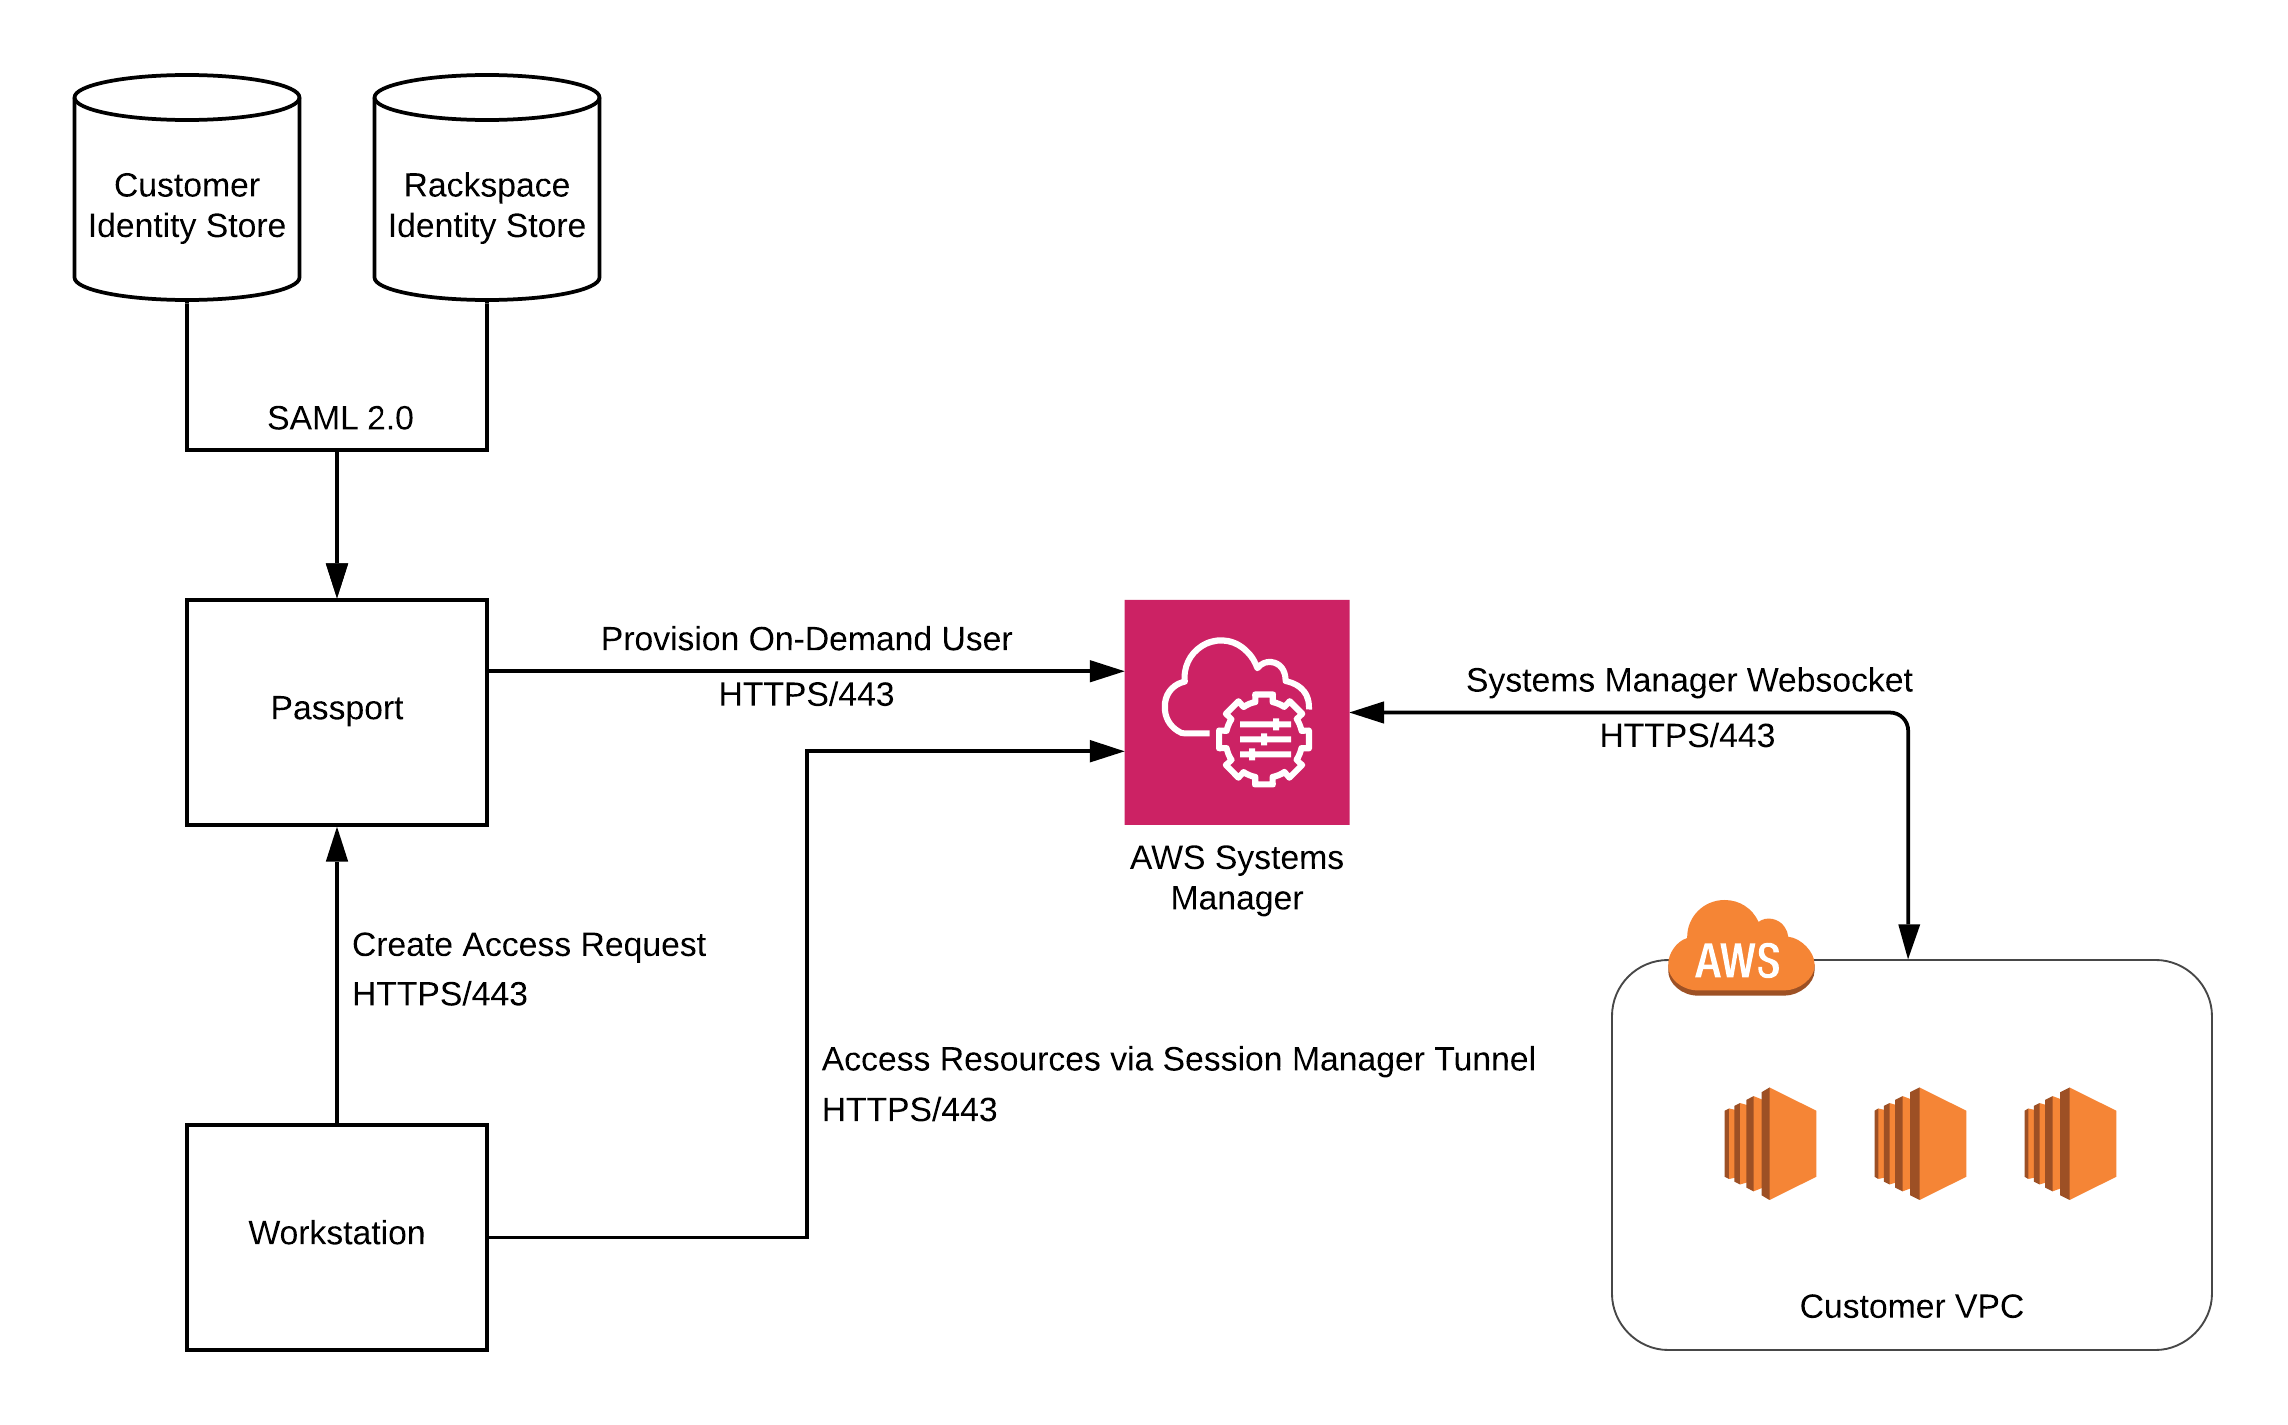 Customer
Identity Store
Rackspace
Identity Store
SAML 2.0
Passport
Provision On-Demand User
HTTPS/443
AWS Systems
Manager
Systems Manager Websocket
HTTPS/443
Create Access Request
HTTPS/443
Access Resources via Session Manager Tunnel
HTTPS/443
Workstation
AWS
Customer VPC